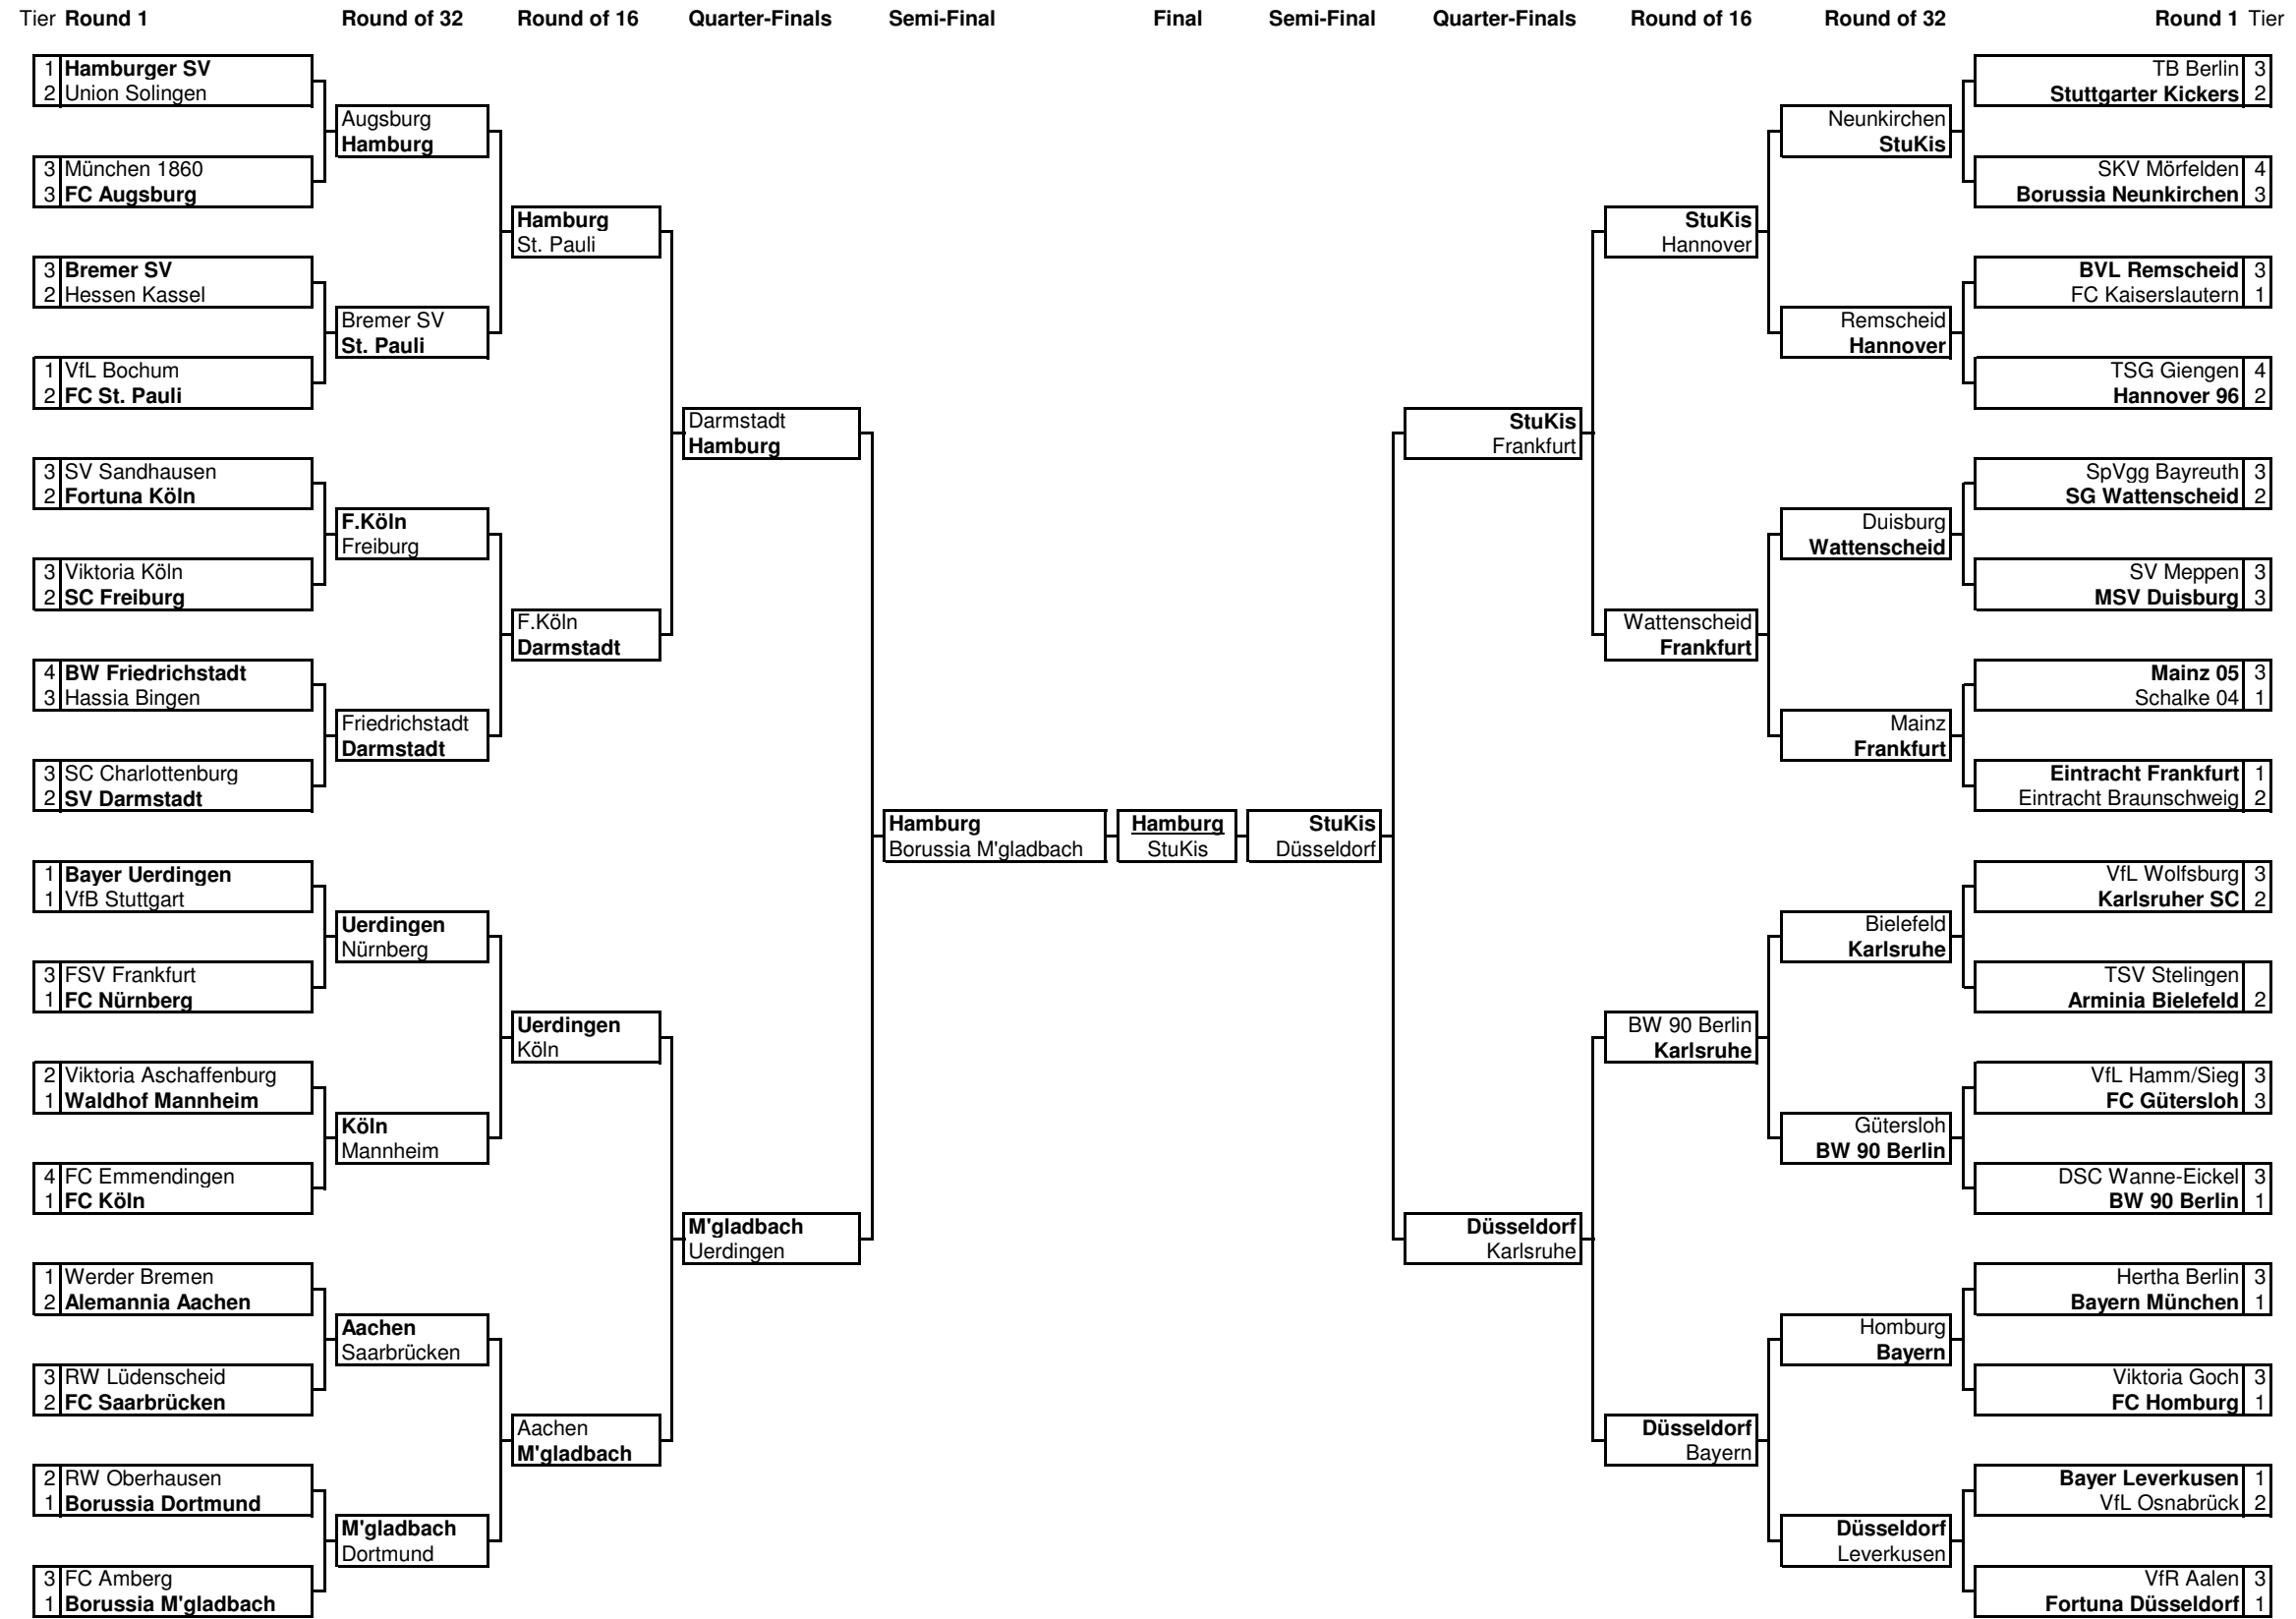 Tier Round 1 Round of 32 Round of 16 Quarter-Finals Semi-Final Final Semi-Final Quarter-Finals Round of 16 Round of 32 Round 1 Tier
1 Hamburger SV
2 Union Solingen
3 München 1860
3 FC Augsburg
3 Bremer SV
2 Hessen Kassel
1 VfL Bochum
2 FC St. Pauli
3 SV Sandhausen
2 Fortuna Köln
3 Viktoria Köln
2 SC Freiburg
4 BW Friedrichstadt
3 Hassia Bingen
3 SC Charlottenburg
2 SV Darmstadt
1 Bayer Uerdingen
1 VfB Stuttgart
3 FSV Frankfurt
1 FC Nürnberg
2 Viktoria Aschaffenburg
1 Waldhof Mannheim
4 FC Emmendingen
1 FC Köln
1 Werder Bremen
2 Alemannia Aachen
3 RW Lüdenscheid
2 FC Saarbrücken
2 RW Oberhausen
1 Borussia Dortmund
3 FC Amberg
1 Borussia M'gladbach
Augsburg
Hamburg
Bremer SV
St. Pauli
F.Köln
Freiburg
Friedrichstadt
Darmstadt
Uerdingen
Nürnberg
Köln
Mannheim
Aachen
Saarbrücken
M'gladbach
Dortmund
Hamburg
St. Pauli
F.Köln
Darmstadt
Uerdingen
Köln
Aachen
M'gladbach
Darmstadt
Hamburg
M'gladbach
Uerdingen
Hamburg
Borussia M'gladbach
Hamburg
StuKis
StuKis
Düsseldorf
StuKis
Frankfurt
Düsseldorf
Karlsruhe
StuKis
Hannover
Wattenscheid
Frankfurt
BW 90 Berlin
Karlsruhe
Düsseldorf
Bayern
Neunkirchen
StuKis
Remscheid
Hannover
Duisburg
Wattenscheid
Mainz
Frankfurt
Bielefeld
Karlsruhe
Gütersloh
BW 90 Berlin
Homburg
Bayern
Düsseldorf
Leverkusen
TB Berlin 3
Stuttgarter Kickers 2
SKV Mörfelden 4
Borussia Neunkirchen 3
BVL Remscheid 3
FC Kaiserslautern 1
TSG Giengen 4
Hannover 96 2
SpVgg Bayreuth 3
SG Wattenscheid 2
SV Meppen 3
MSV Duisburg 3
Mainz 05 3
Schalke 04 1
Eintracht Frankfurt 1
Eintracht Braunschweig 2
VfL Wolfsburg 3
Karlsruher SC 2
TSV Stelingen
Arminia Bielefeld 2
VfL Hamm/Sieg 3
FC Gütersloh 3
DSC Wanne-Eickel 3
BW 90 Berlin 1
Hertha Berlin 3
Bayern München 1
Viktoria Goch 3
FC Homburg 1
Bayer Leverkusen 1
VfL Osnabrück 2
VfR Aalen 3
Fortuna Düsseldorf 1